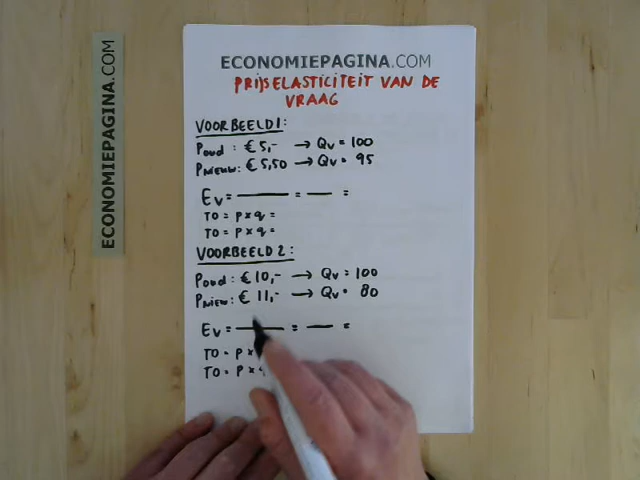 ECONOMIEPAGINA.COM
PRIJSELASTICITEIT VAN DE
VRAAG
VOORBEELD 1:
POUD: € 5,- → QV = 100
PNIEUW: € 5,50 → QV = 95
EV = ——— = —— =
TO = P x q =
TO = P x q =
VOORBEELD 2:
POUD: € 10,- → QV = 100
PNIEUW: € 11,- → QV = 80
EV = ——— = —— =
TO = P x
TO = P x q
ECONOMIEPAGINA.COM